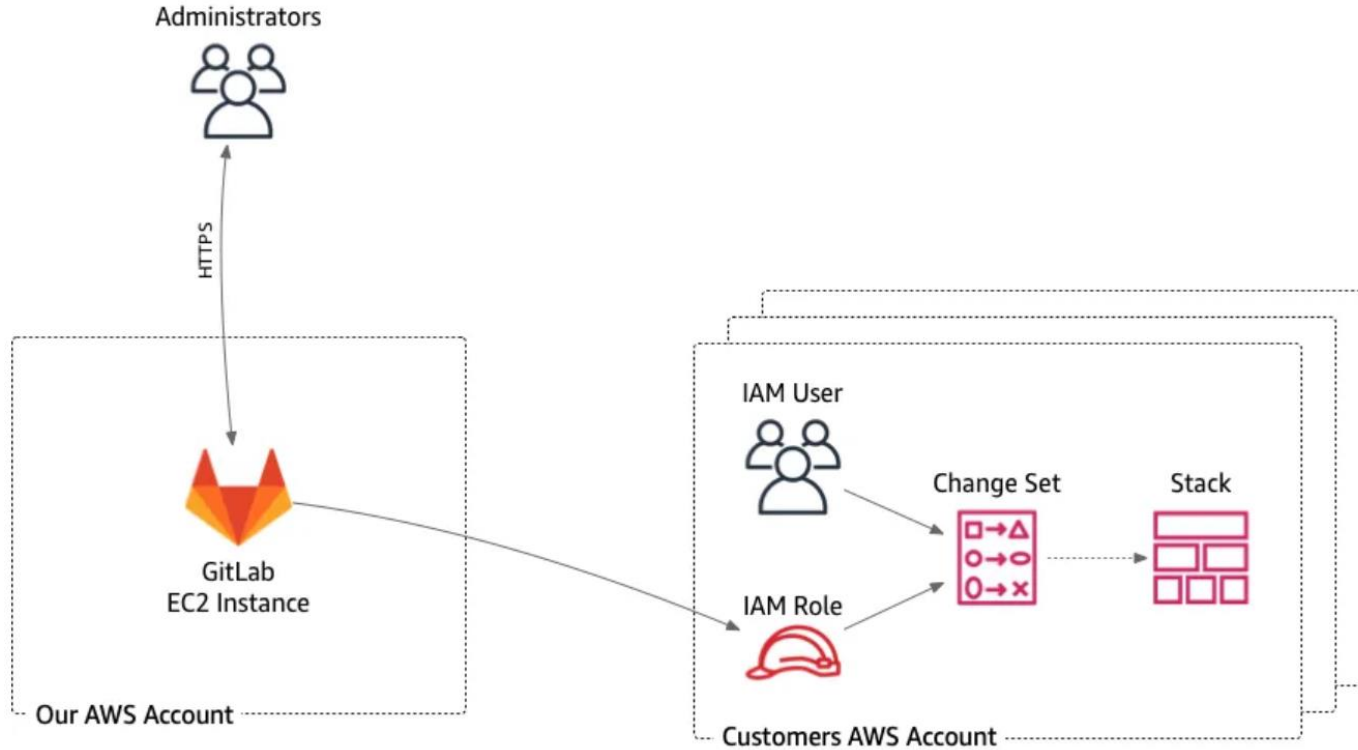 Administrators
HTTPS
IAM User
Change Set
Stack
GitLab
EC2 Instance
IAM Role
Our AWS Account
Customers AWS Account